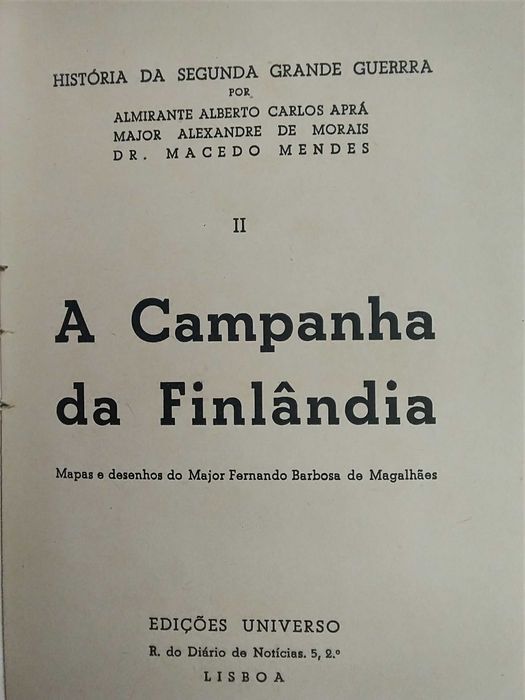 HISTÓRIA DA SEGUNDA GRANDE GUERRRA
POR
ALMIRANTE ALBERTO CARLOS APRÁ
MAJOR ALEXANDRE DE MORAIS
DR. MACEDO MENDES
II
A Campanha
da Finlândia
Mapas e desenhos do Major Fernando Barbosa de Magalhães
EDIÇÕES UNIVERSO
R. do Diário de Notícias. 5, 2.º
LISBOA